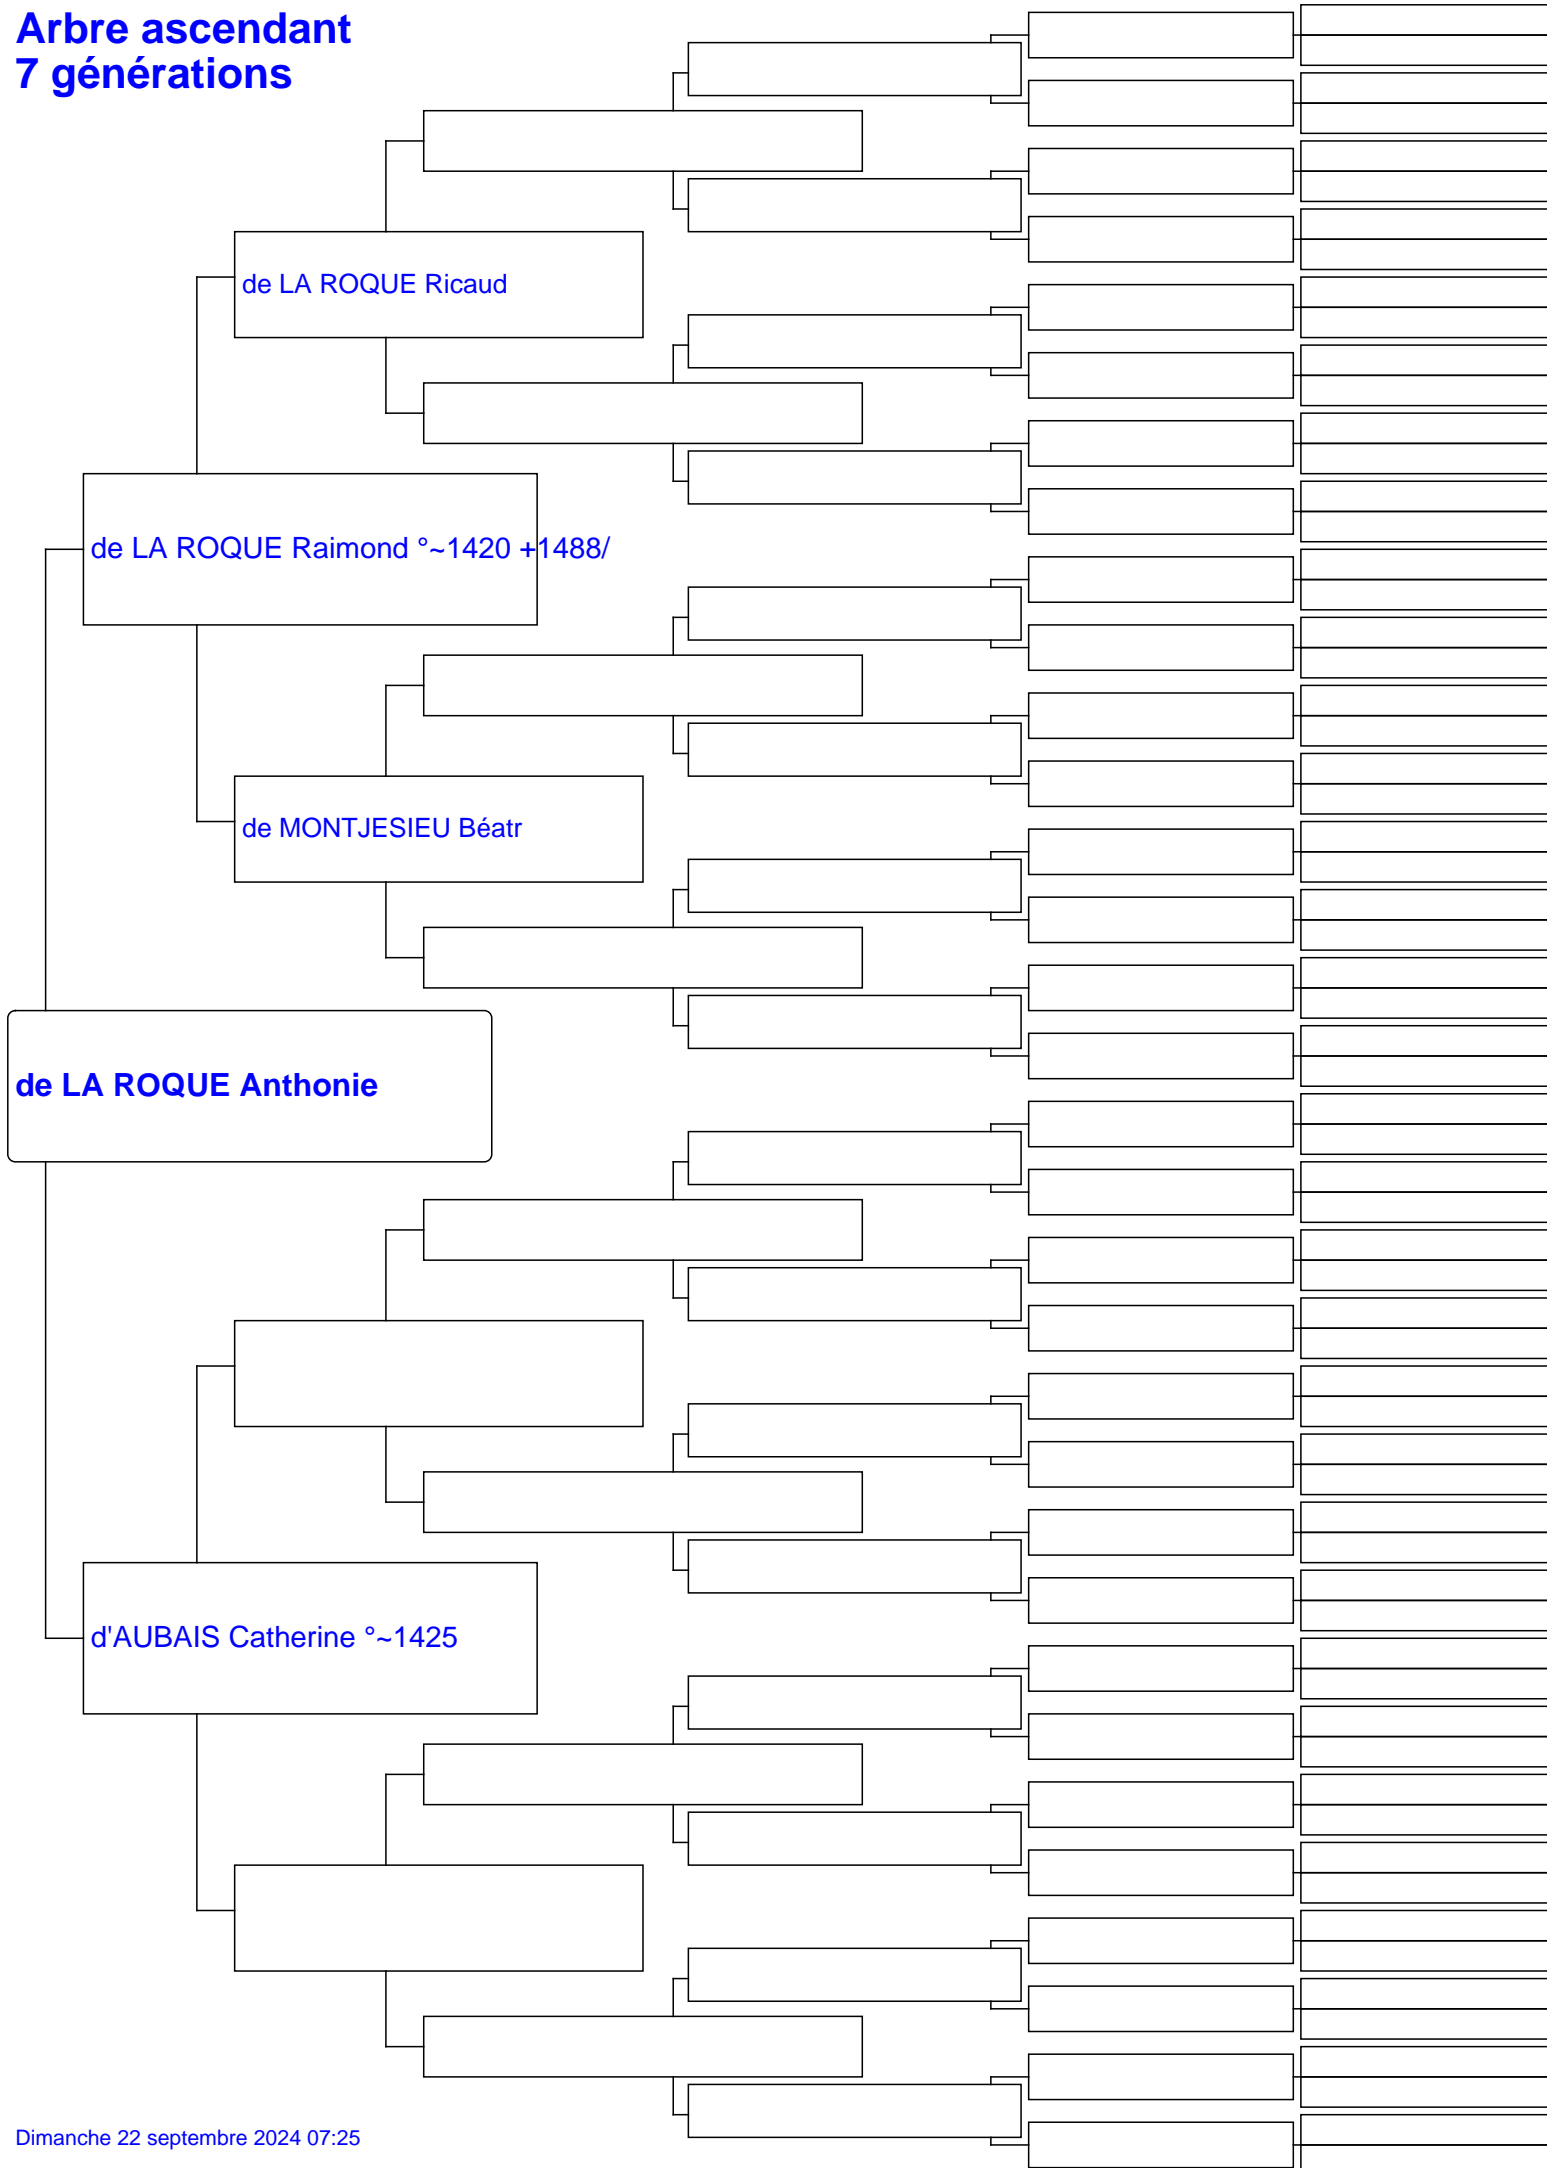 Arbre ascendant
7 générations
de LA ROQUE Ricaud
de LA ROQUE Raimond °~1420 +1488/
de MONTJESIEU Béatr
de LA ROQUE Anthonie
d'AUBAIS Catherine °~1425
Dimanche 22 septembre 2024 07:25